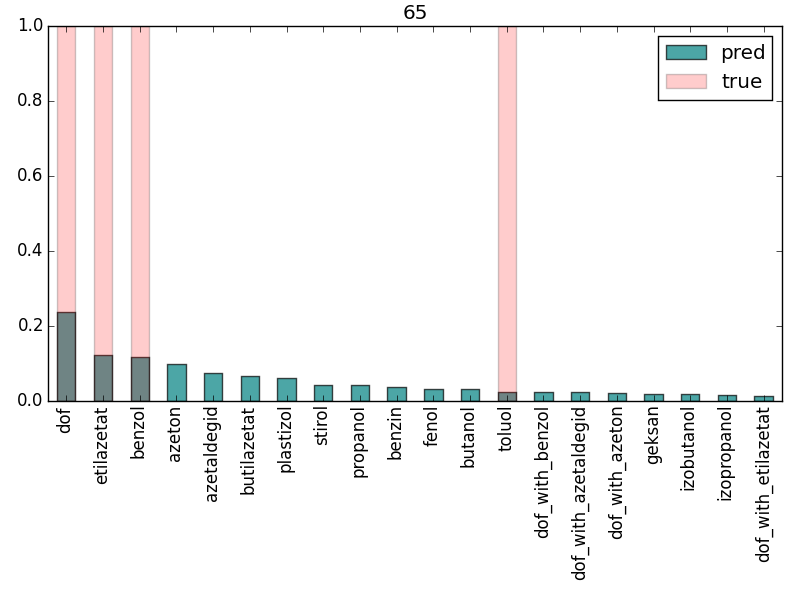 65
1.0
0.8
0.6
0.4
0.2
0.0
pred
true
dof
etilazetat
benzol
azeton
azetaldegid
butilazetat
plastizol
stirol
propanol
benzin
fenol
butanol
toluol
dof_with_benzol
dof_with_azetaldegid
dof_with_azeton
geksan
izobutanol
izopropanol
dof_with_etilazetat